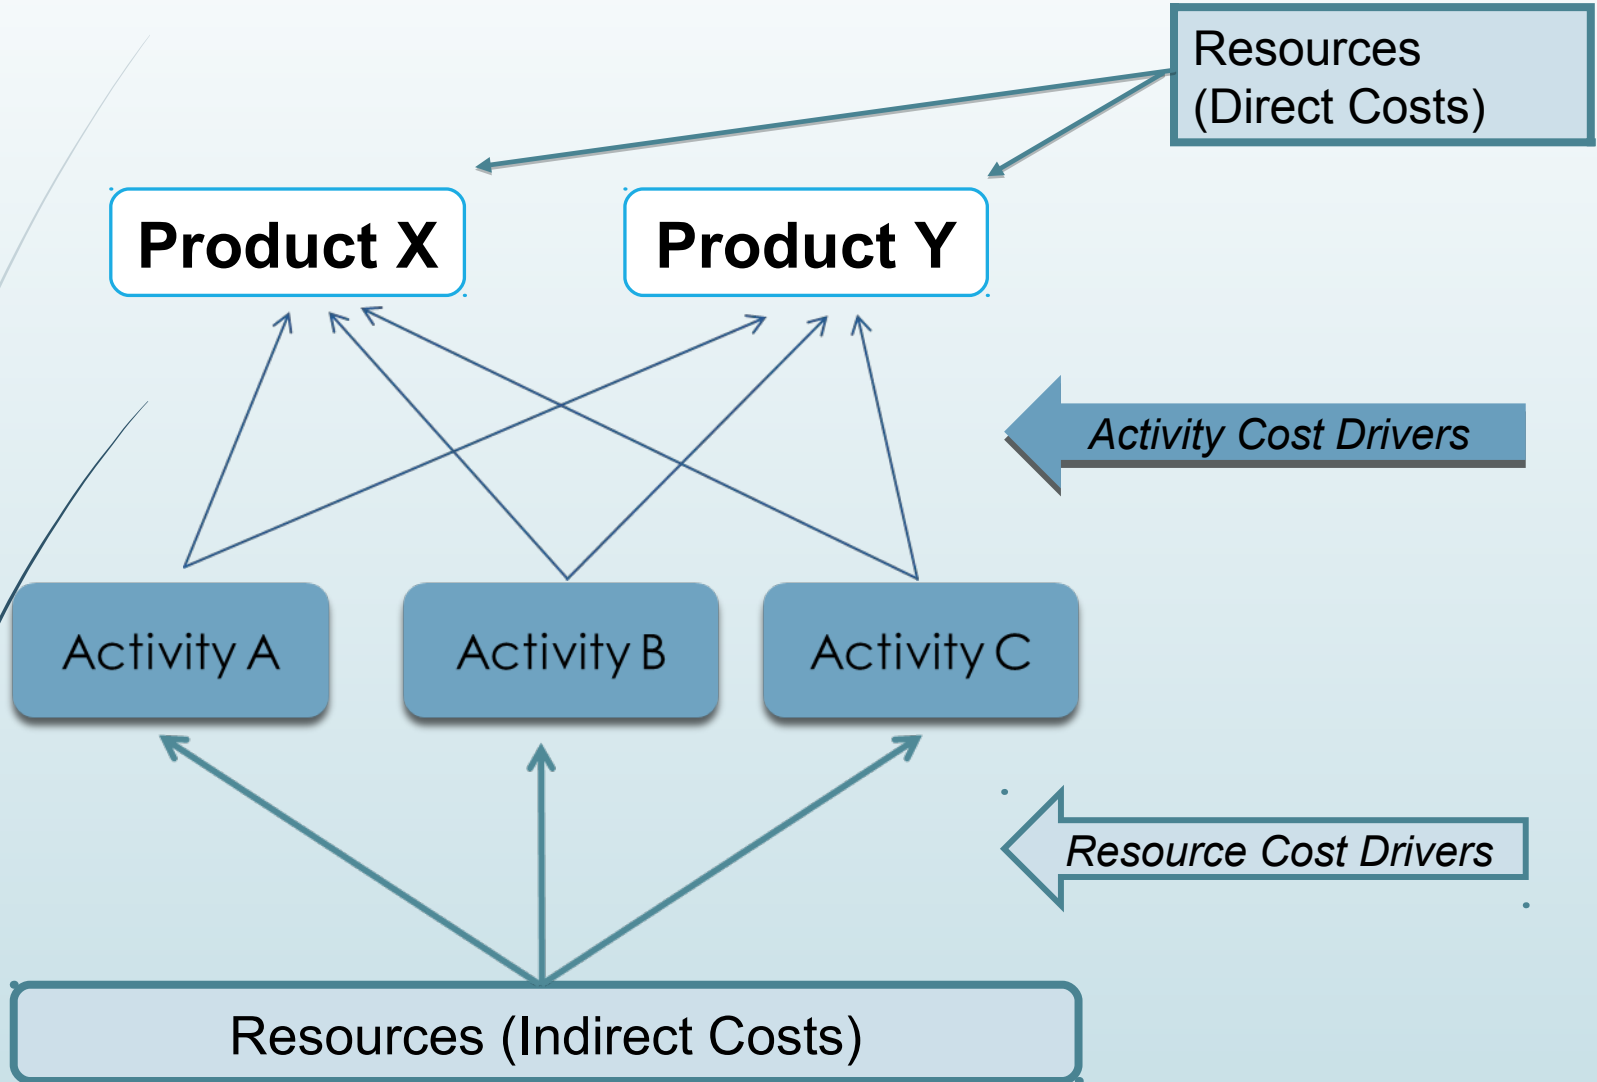 Resources
(Direct Costs)
Product X
Product Y
Activity Cost Drivers
Activity A
Activity B
Activity C
Resource Cost Drivers
Resources (Indirect Costs)